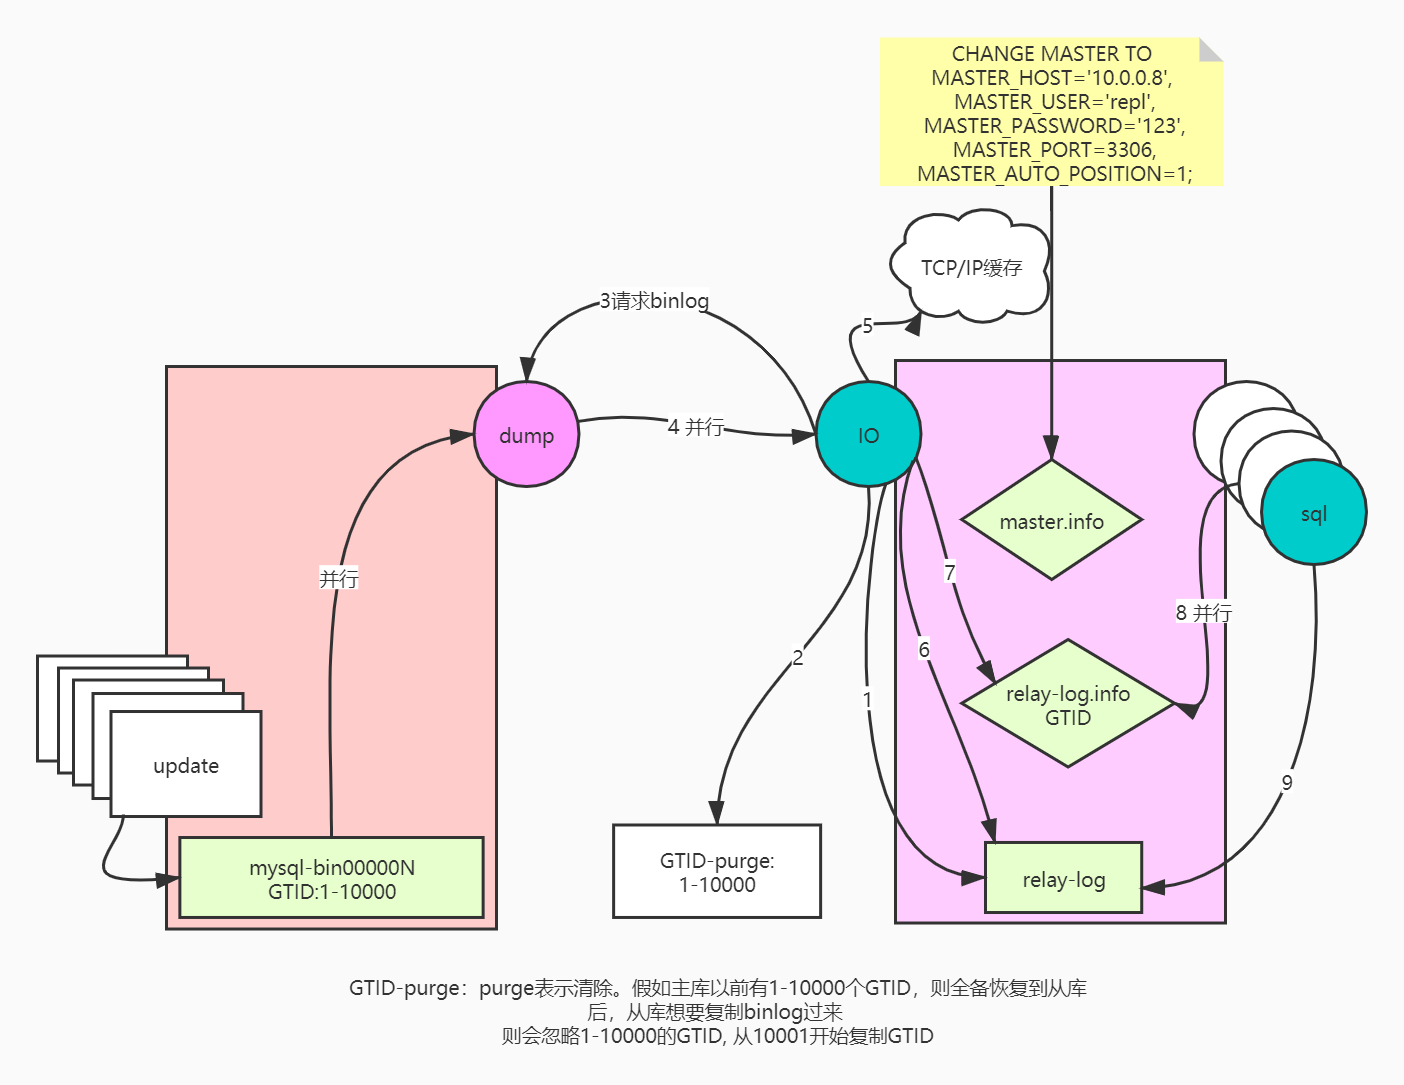 CHANGE MASTER TO
MASTER_HOST='10.0.0.8',
MASTER_USER='repl',
MASTER_PASSWORD='123',
MASTER_PORT=3306,
MASTER_AUTO_POSITION=1;
TCP/IP缓存
3请求binlog
5
dump
4 并行
IO
master.info
sql
并行
7
8 并行
6
2
1
relay-log.info
GTID
update
9
mysql-bin00000N
GTID:1-10000
GTID-purge:
1-10000
relay-log
GTID-purge：purge表示清除。假如主库以前有1-10000个GTID，则全备恢复到从库
后，从库想要复制binlog过来
则会忽略1-10000的GTID, 从10001开始复制GTID